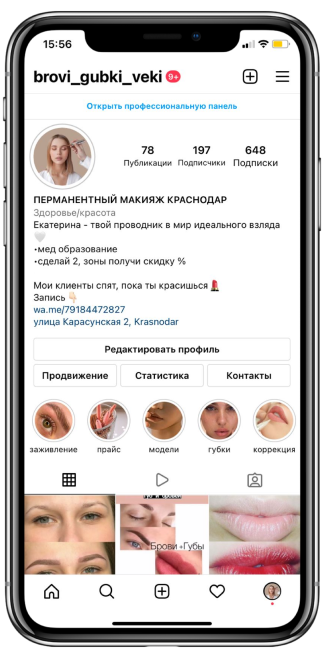 15:56
brovi_gubki_veki 9+
Открыть профессиональную панель
78 197 648
Публикации Подписчики Подписки
ПЕРМАНЕНТНЫЙ МАКИЯЖ КРАСНОДАР
Здоровье/красота
Екатерина - твой проводник в мир идеального взгляда
🤍
•мед образование
•сделай 2, зоны получи скидку %
Мои клиенты спят, пока ты красишься 💄
Запись 👇🏻
wa.me/79184472827
улица Карасунская 2, Krasnodar
Редактировать профиль
Продвижение Статистика Контакты
заживление прайс модели губки коррекция
Брови +Губы